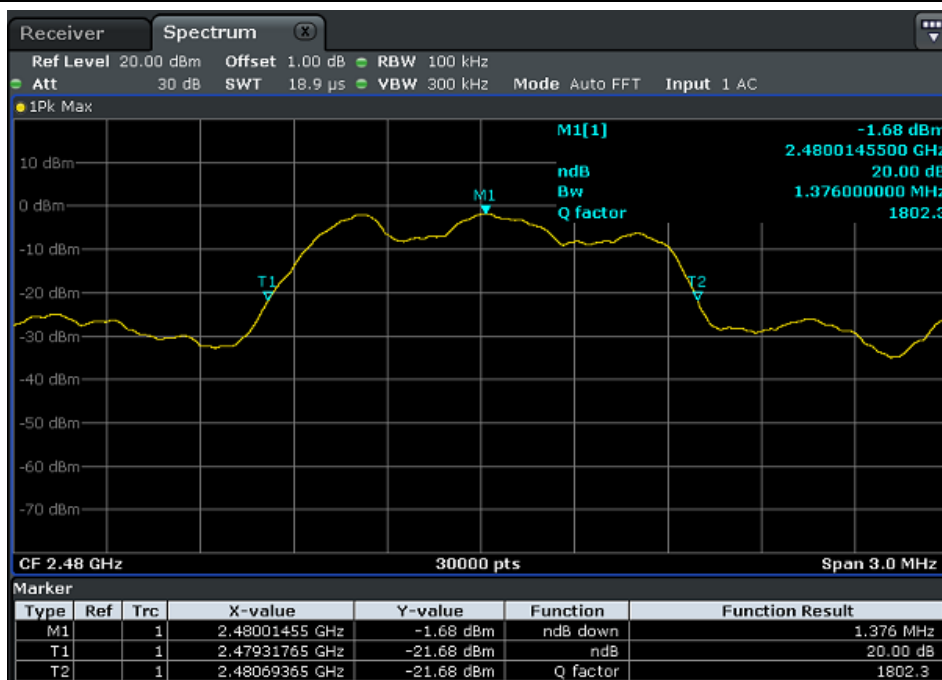 Receiver Spectrum X
Ref Level 20.00 dBm Offset 1.00 dB RBW 100 kHz
Att 30 dB SWT 18.9 µs VBW 300 kHz Mode Auto FFT Input 1 AC
1Pk Max
M1[1] -1.68 dBm
2.4800145500 GHz
10 dBm
ndB 20.00 dB
M1
Bw 1.376000000 MHz
0 dBm
Q factor 1802.3
-10 dBm
T1 T2
-20 dBm
-30 dBm
-40 dBm
-50 dBm
-60 dBm
-70 dBm
CF 2.48 GHz 30000 pts Span 3.0 MHz
Marker
Type Ref Trc X-value Y-value Function Function Result
M1 1 2.48001455 GHz -1.68 dBm ndB down 1.376 MHz
T1 1 2.47931765 GHz -21.68 dBm ndB 20.00 dB
T2 1 2.48069365 GHz -21.68 dBm Q factor 1802.3